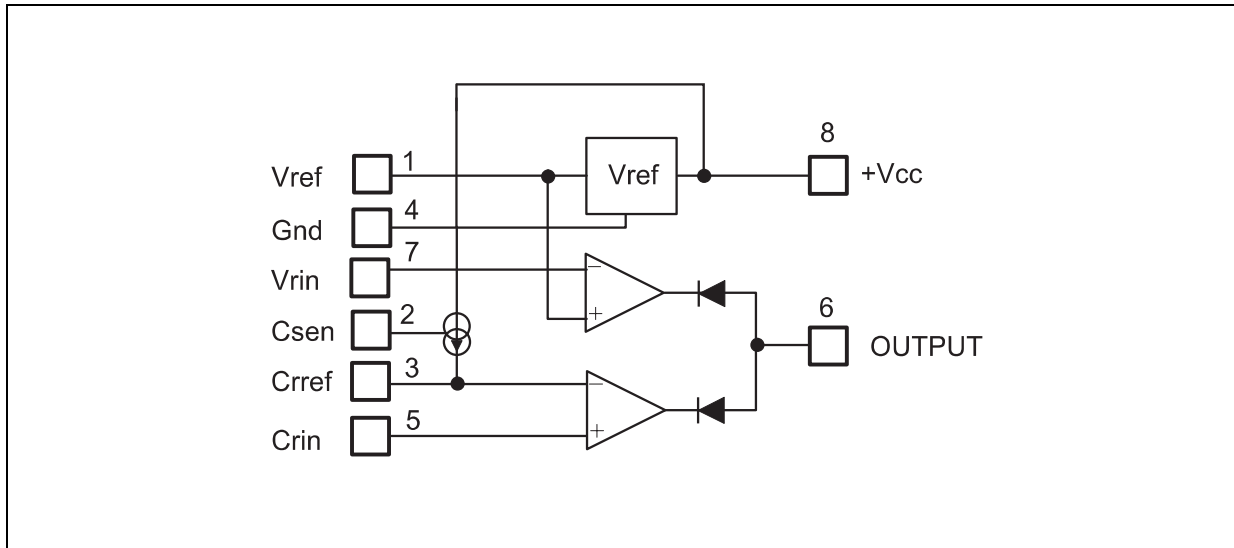 8
Vref 1 Vref +Vcc
Gnd 4
Vrin 7
−
+
Csen 2 6
OUTPUT
Crref 3
−
+
Crin 5